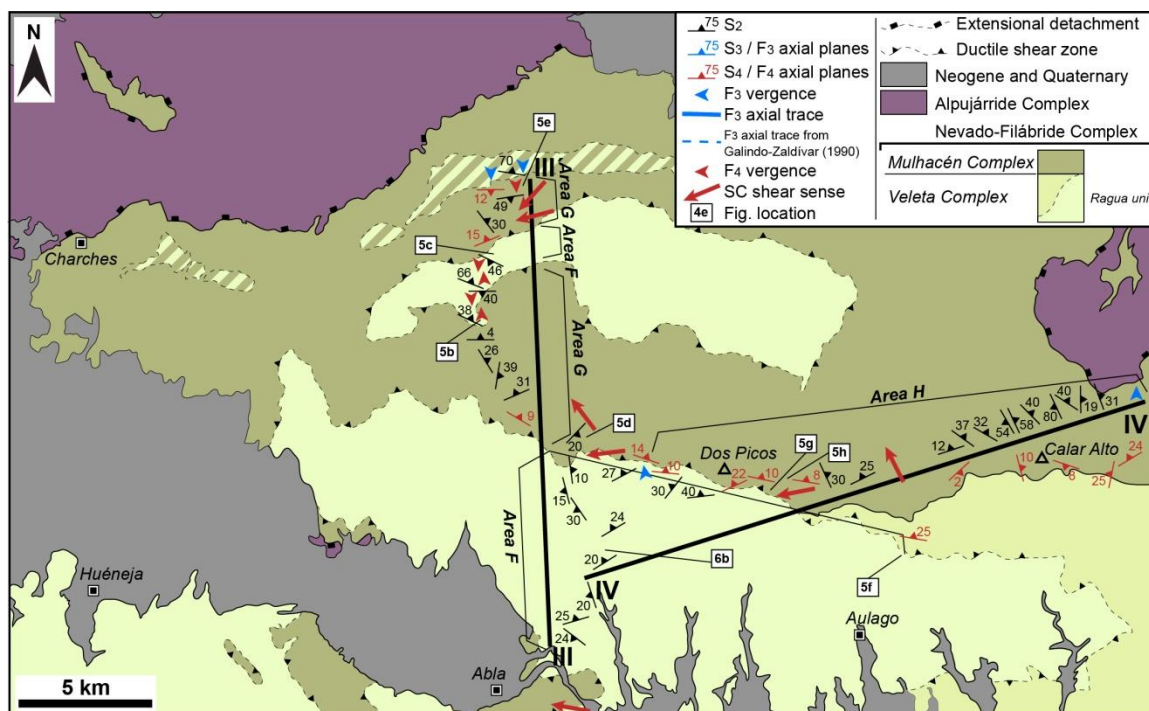 N
75 S2
75 S3 / F3 axial planes
75 S4 / F4 axial planes
F3 vergence
F3 axial trace
F3 axial trace from
Galindo-Zaldívar (1990)
F4 vergence
SC shear sense
4e Fig. location
Extensional detachment
Ductile shear zone
Neogene and Quaternary
Alpujárride Complex
Nevado-Filábride Complex
Mulhacén Complex
Veleta Complex
Ragua uni
5e
70
III
12
49
Area G
30
15
5c
Area F
Charches
66
46
40
38
5b
4
26
39
Area G
31
9
20
5d
Area H
40
40
31
19
80
58
54
32
37
12
IV
14
Dos Picos
5g
5h
Calar Alto
24
10
8
25
2
10
27
10
22
10
8
30
25
30
40
15
30
Area F
24
25
20
6b
5f
IV
Huéneja
20
25
24
Aulago
III
Abla
5 km